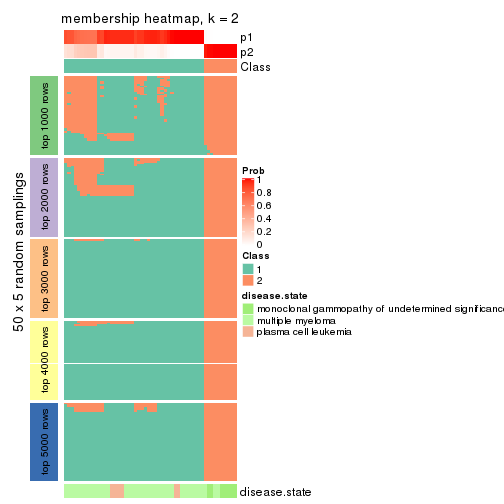 membership heatmap, k = 2
p1
p2
Class
50 x 5 random samplings
top 1000 rows
top 2000 rows
top 3000 rows
top 4000 rows
top 5000 rows
Prob
1
0.8
0.6
0.4
0.2
0
Class
1
2
disease.state
monoclonal gammopathy of undetermined significance
multiple myeloma
plasma cell leukemia
disease.state